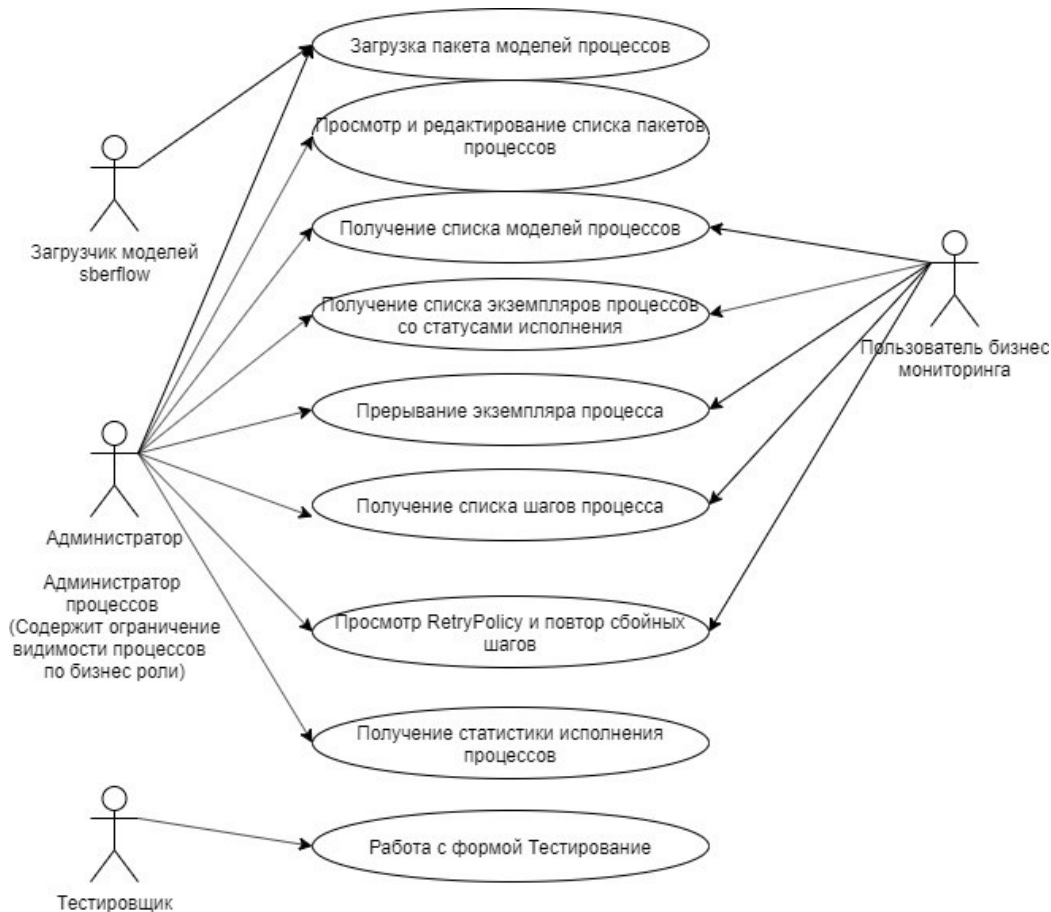 Загрузка пакета моделей процессов
Просмотр и редактирование списка пакетов
процессов
Загрузчик моделей
sberflow
Получение списка моделей процессов
Получение списка экземпляров процессов
со статусами исполнения
Пользователь бизнес
мониторинга
Прерывание экземпляра процесса
Получение списка шагов процесса
Администратор
Администратор
процессов
(Содержит ограничение
видимости процессов
по бизнес роли)
Просмотр RetryPolicy и повтор сбойных
шагов
Получение статистики исполнения
процессов
Работа с формой Тестирование
Тестировщик